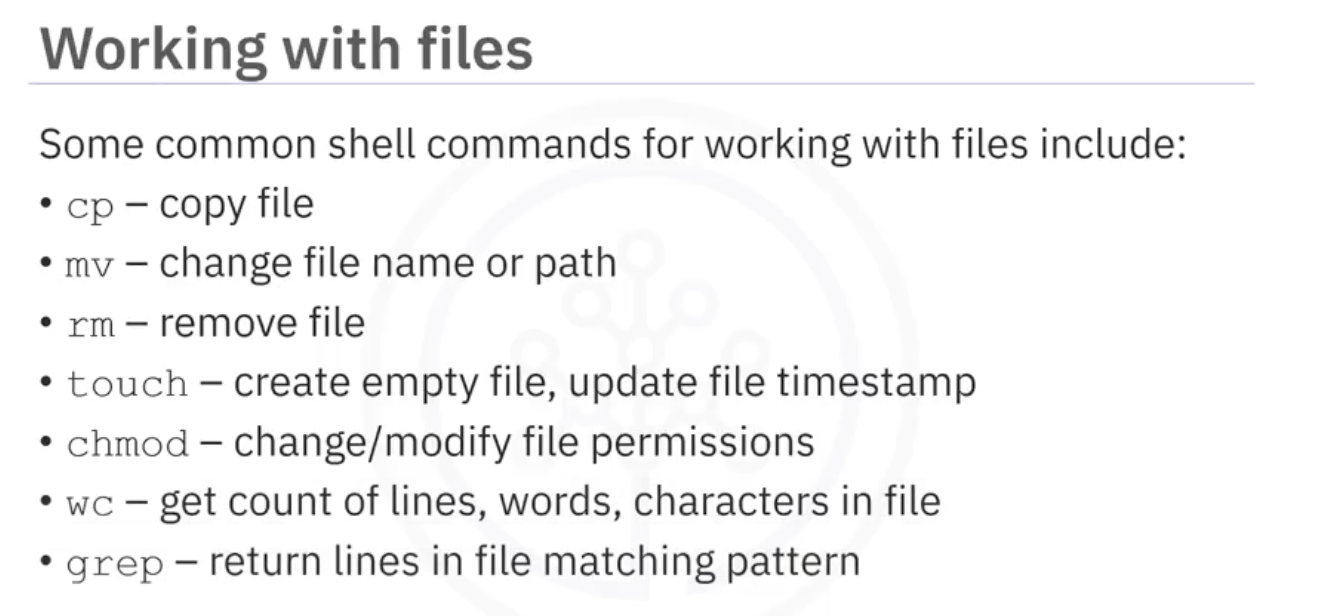 Working with files
Some common shell commands for working with files include:
• cp – copy file
• mv – change file name or path
• rm – remove file
• touch – create empty file, update file timestamp
• chmod – change/modify file permissions
• wc – get count of lines, words, characters in file
• grep – return lines in file matching pattern